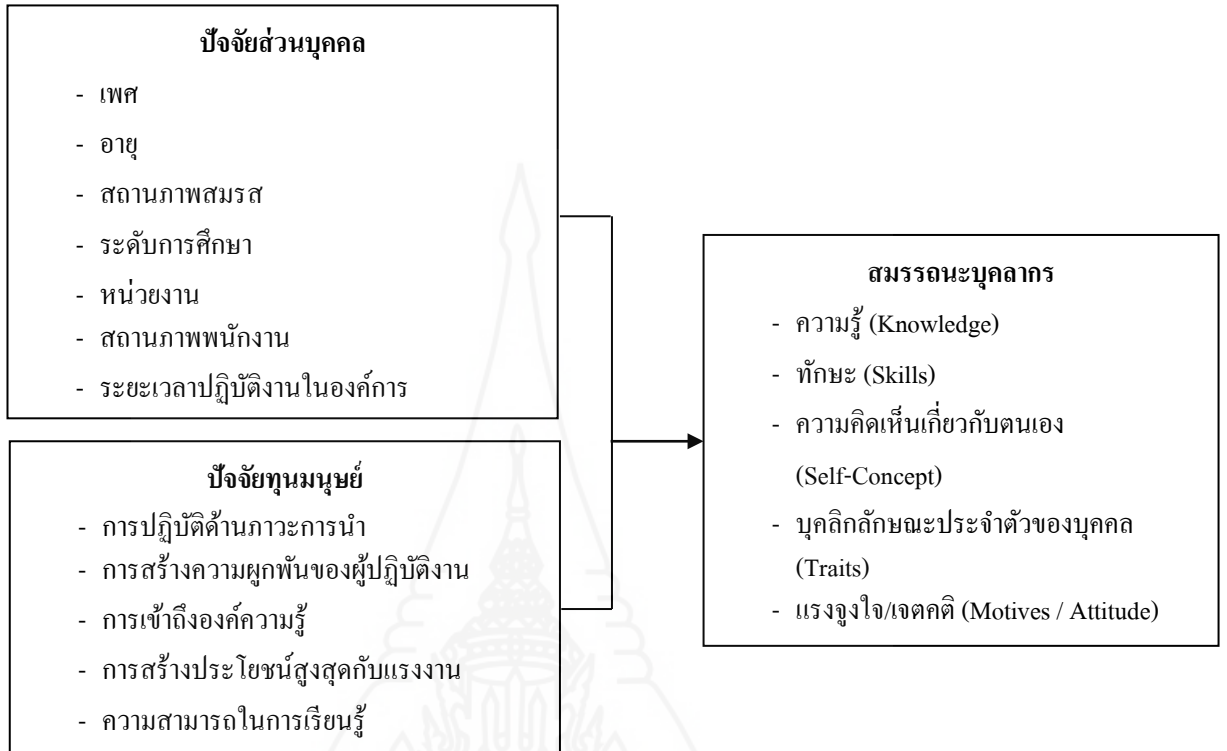 ปัจจัยส่วนบุคคล
- เพศ
- อายุ
- สถานภาพสมรส
- ระดับการศึกษา
- หน่วยงาน
- สถานภาพพนักงาน
- ระยะเวลาปฏิบัติงานในองค์การ
ปัจจัยทุนมนุษย์
- การปฏิบัติด้านภาวะการนำ
- การสร้างความผูกพันของผู้ปฏิบัติงาน
- การเข้าถึงองค์ความรู้
- การสร้างประโยชน์สูงสุดกับแรงงาน
- ความสามารถในการเรียนรู้
สมรรถนะบุคลากร
- ความรู้ (Knowledge)
- ทักษะ (Skills)
- ความคิดเห็นเกี่ยวกับตนเอง
(Self-Concept)
- บุคลิกลักษณะประจำตัวของบุคคล
(Traits)
- แรงจูงใจ/เจตคติ (Motives / Attitude)